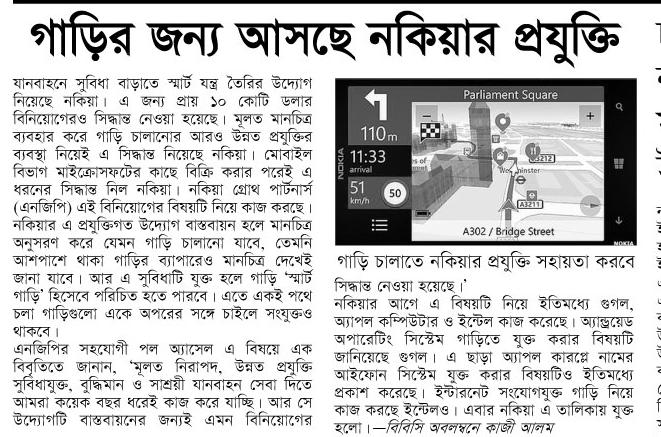 গাড়ির জন্য আসছে নকিয়ার প্রযুক্তি
যানবাহনে সুবিধা বাড়াতে স্মার্ট যন্ত্র তৈরির উদ্যোগ
নিয়েছে নকিয়া। এ জন্য প্রায় ১০ কোটি ডলার
বিনিয়োগেরও সিদ্ধান্ত নেওয়া হয়েছে। মূলত মানচিত্র
ব্যবহার করে গাড়ি চালানোর আরও উন্নত প্রযুক্তির
ব্যবস্থা নিয়েই এ সিদ্ধান্ত নিয়েছে নকিয়া। মোবাইল
বিভাগ মাইক্রোসফটের কাছে বিক্রি করার পরেই এ
ধরনের সিদ্ধান্ত নিল নকিয়া। নকিয়া গ্রোথ পার্টনার্স
(এনজিপি) এই বিনিয়োগের বিষয়টি নিয়ে কাজ করছে।
নকিয়ার এ প্রযুক্তিগত উদ্যোগ বাস্তবায়ন হলে মানচিত্র
অনুসরণ করে যেমন গাড়ি চালানো যাবে, তেমনি
আশপাশে থাকা গাড়ির ব্যাপারেও মানচিত্র দেখেই
জানা যাবে। আর এ সুবিধাটি যুক্ত হলে গাড়ি ‘স্মার্ট
গাড়ি’ হিসেবে পরিচিত হতে পারবে। এতে একই পথে
চলা গাড়িগুলো একে অপরের সঙ্গে চাইলে সংযুক্তও
থাকবে।
এনজিপির সহযোগী পল অ্যাসেল এ বিষয়ে এক
বিবৃতিতে জানান, ‘মূলত নিরাপদ, উন্নত প্রযুক্তি
সুবিধাযুক্ত, বুদ্ধিমান ও সাশ্রয়ী যানবাহন সেবা দিতে
আমরা কয়েক বছর ধরেই কাজ করে যাচ্ছি। আর সে
উদ্যোগটি বাস্তবায়নের জন্যই এমন বিনিয়োগের
Parliament Square
110 m
11:33
arrival
51
km/h
50
NOKIA
A3212
A3211
A302 / Bridge Street
NOKIA
গাড়ি চালাতে নকিয়ার প্রযুক্তি সহায়তা করবে
সিদ্ধান্ত নেওয়া হয়েছে।’
নকিয়ার আগে এ বিষয়টি নিয়ে ইতিমধ্যে গুগল,
অ্যাপল কম্পিউটার ও ইন্টেল কাজ করেছে। অ্যান্ড্রয়েড
অপারেটিং সিস্টেম গাড়িতে যুক্ত করার বিষয়টি
জানিয়েছে গুগল। এ ছাড়া অ্যাপল কারপ্লে নামের
আইফোন সিস্টেম যুক্ত করার বিষয়টিও ইতিমধ্যে
প্রকাশ করেছে। ইন্টারনেট সংযোগযুক্ত গাড়ি নিয়ে
কাজ করছে ইন্টেলও। এবার নকিয়া এ তালিকায় যুক্ত
হলো।—বিবিসি অবলম্বনে কাজী আলম